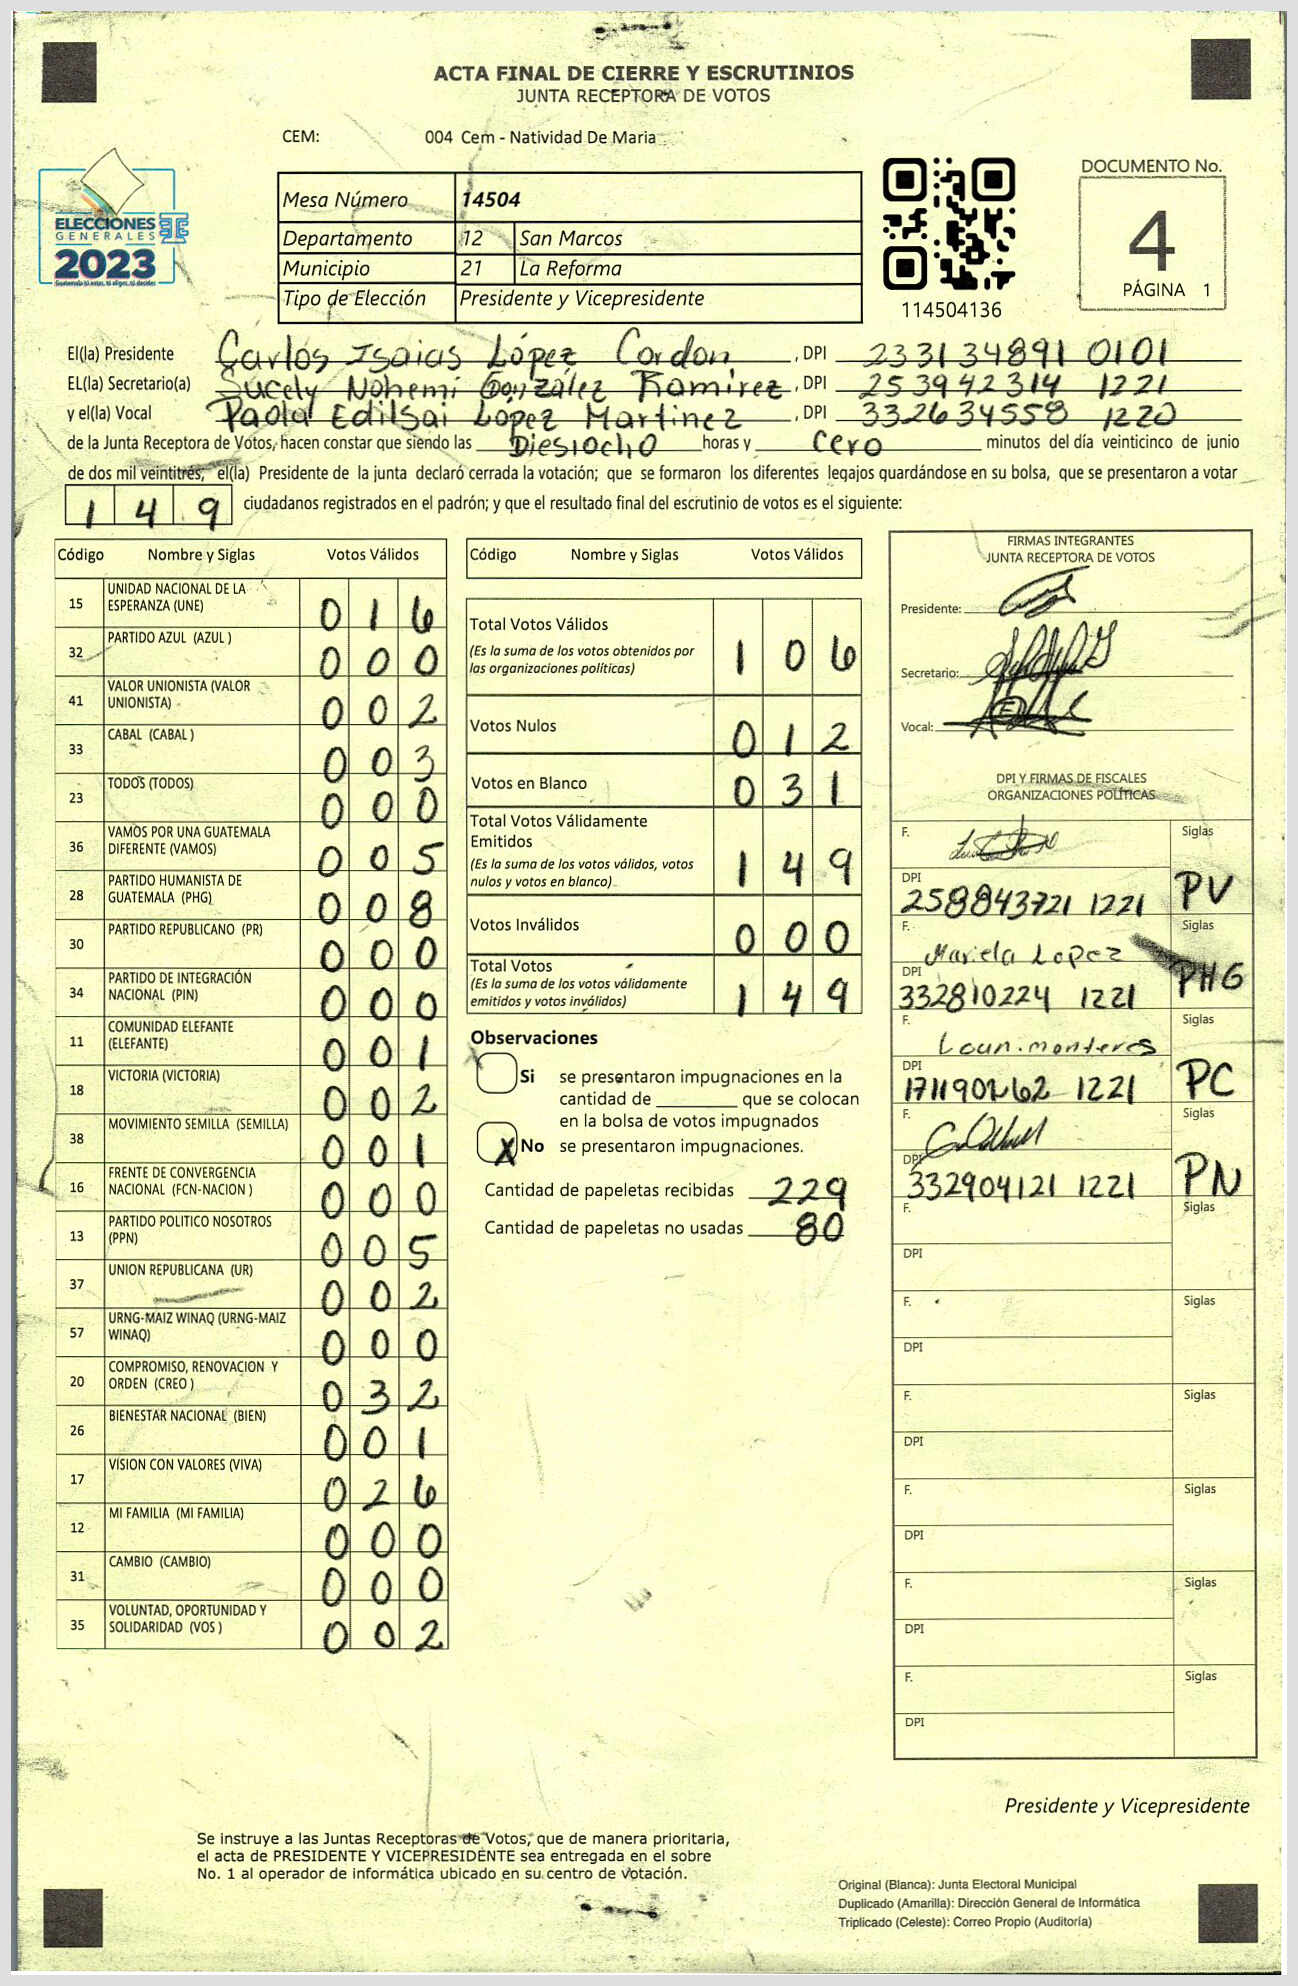 ACTA FINAL DE CIERRE Y ESCRUTINIOS
JUNTA RECEPTORA DE VOTOS
CEM: 004 Cem - Natividad De Maria
ELECCIONES
GENERALES
2023
Mesa Número 14504
Departamento 12 San Marcos
Municipio 21 La Reforma
Tipo de Elección Presidente y Vicepresidente
114504136
DOCUMENTO No.
4
PÁGINA 1
El(la) Presidente Carlos Isaias López Cordon, DPI 233134891 0101
EL(la) Secretario(a) Sucely Nohemi González Ramirez, DPI 253942314 1221
y el(la) Vocal Paola Edilsai López Martinez, DPI 332634558 1220
de la Junta Receptora de Votos, hacen constar que siendo las Diesiocho horas y cero minutos del día veinticinco de junio
de dos mil veintitrés, el(la) Presidente de la junta declaró cerrada la votación; que se formaron los diferentes legajos quardándose en su bolsa, que se presentaron a votar
1 4 9 ciudadanos registrados en el padrón; y que el resultado final del escrutinio de votos es el siguiente:
Código Nombre y Siglas Votos Válidos
15 UNIDAD NACIONAL DE LA ESPERANZA (UNE) 0 1 6
32 PARTIDO AZUL (AZUL ) 0 0 0
41 VALOR UNIONISTA (VALOR UNIONISTA) 0 0 2
33 CABAL (CABAL ) 0 0 3
23 TODOS (TODOS) 0 0 0
36 VAMOS POR UNA GUATEMALA DIFERENTE (VAMOS) 0 0 5
28 PARTIDO HUMANISTA DE GUATEMALA (PHG) 0 0 8
30 PARTIDO REPUBLICANO (PR) 0 0 0
34 PARTIDO DE INTEGRACIÓN NACIONAL (PIN) 0 0 0
11 COMUNIDAD ELEFANTE (ELEFANTE) 0 0 1
18 VICTORIA (VICTORIA) 0 0 2
38 MOVIMIENTO SEMILLA (SEMILLA) 0 0 1
16 FRENTE DE CONVERGENCIA NACIONAL (FCN-NACION ) 0 0 0
13 PARTIDO POLITICO NOSOTROS (PPN) 0 0 5
37 UNION REPUBLICANA (UR) 0 0 2
57 URNG-MAIZ WINAQ (URNG-MAIZ WINAQ) 0 0 0
20 COMPROMISO, RENOVACION Y ORDEN (CREO ) 0 3 2
26 BIENESTAR NACIONAL (BIEN) 0 0 1
17 VISION CON VALORES (VIVA) 0 2 6
12 MI FAMILIA (MI FAMILIA) 0 0 0
31 CAMBIO (CAMBIO) 0 0 0
35 VOLUNTAD, OPORTUNIDAD Y SOLIDARIDAD (VOS ) 0 0 2
Código Nombre y Siglas Votos Válidos
Total Votos Válidos 1 0 6
(Es la suma de los votos obtenidos por
las organizaciones políticas)
Votos Nulos 0 1 2
Votos en Blanco 0 3 1
Total Votos Válidamente
Emitidos 1 4 9
(Es la suma de los votos válidos, votos
nulos y votos en blanco)
Votos Inválidos 0 0 0
Total Votos 1 4 9
(Es la suma de los votos válidamente
emitidos y votos inválidos)
Observaciones
Si se presentaron impugnaciones en la
cantidad de ________ que se colocan
en la bolsa de votos impugnados
X No se presentaron impugnaciones.
Cantidad de papeletas recibidas 229
Cantidad de papeletas no usadas 80
FIRMAS INTEGRANTES
JUNTA RECEPTORA DE VOTOS
Presidente:
Secretario:
Vocal:
DPI Y FIRMAS DE FISCALES
ORGANIZACIONES POLÍTICAS
F. Siglas
DPI 258843721 1221 PV
F. Mariela Lopez Siglas
DPI 332810224 1221 PHG
F. Siglas
DPI 1221 PC
F. Siglas
DPI 332904121 1221 PN
F. Siglas
DPI
F. Siglas
DPI
F. Siglas
DPI
F. Siglas
DPI
F. Siglas
DPI
F. Siglas
DPI
Presidente y Vicepresidente
Se instruye a las Juntas Receptoras de Votos, que de manera prioritaria,
el acta de PRESIDENTE Y VICEPRESIDENTE sea entregada en el sobre
No. 1 al operador de informática ubicado en su centro de votación.
Original (Blanca): Junta Electoral Municipal
Duplicado (Amarilla): Dirección General de Informática
Triplicado (Celeste): Correo Propio (Auditoría)